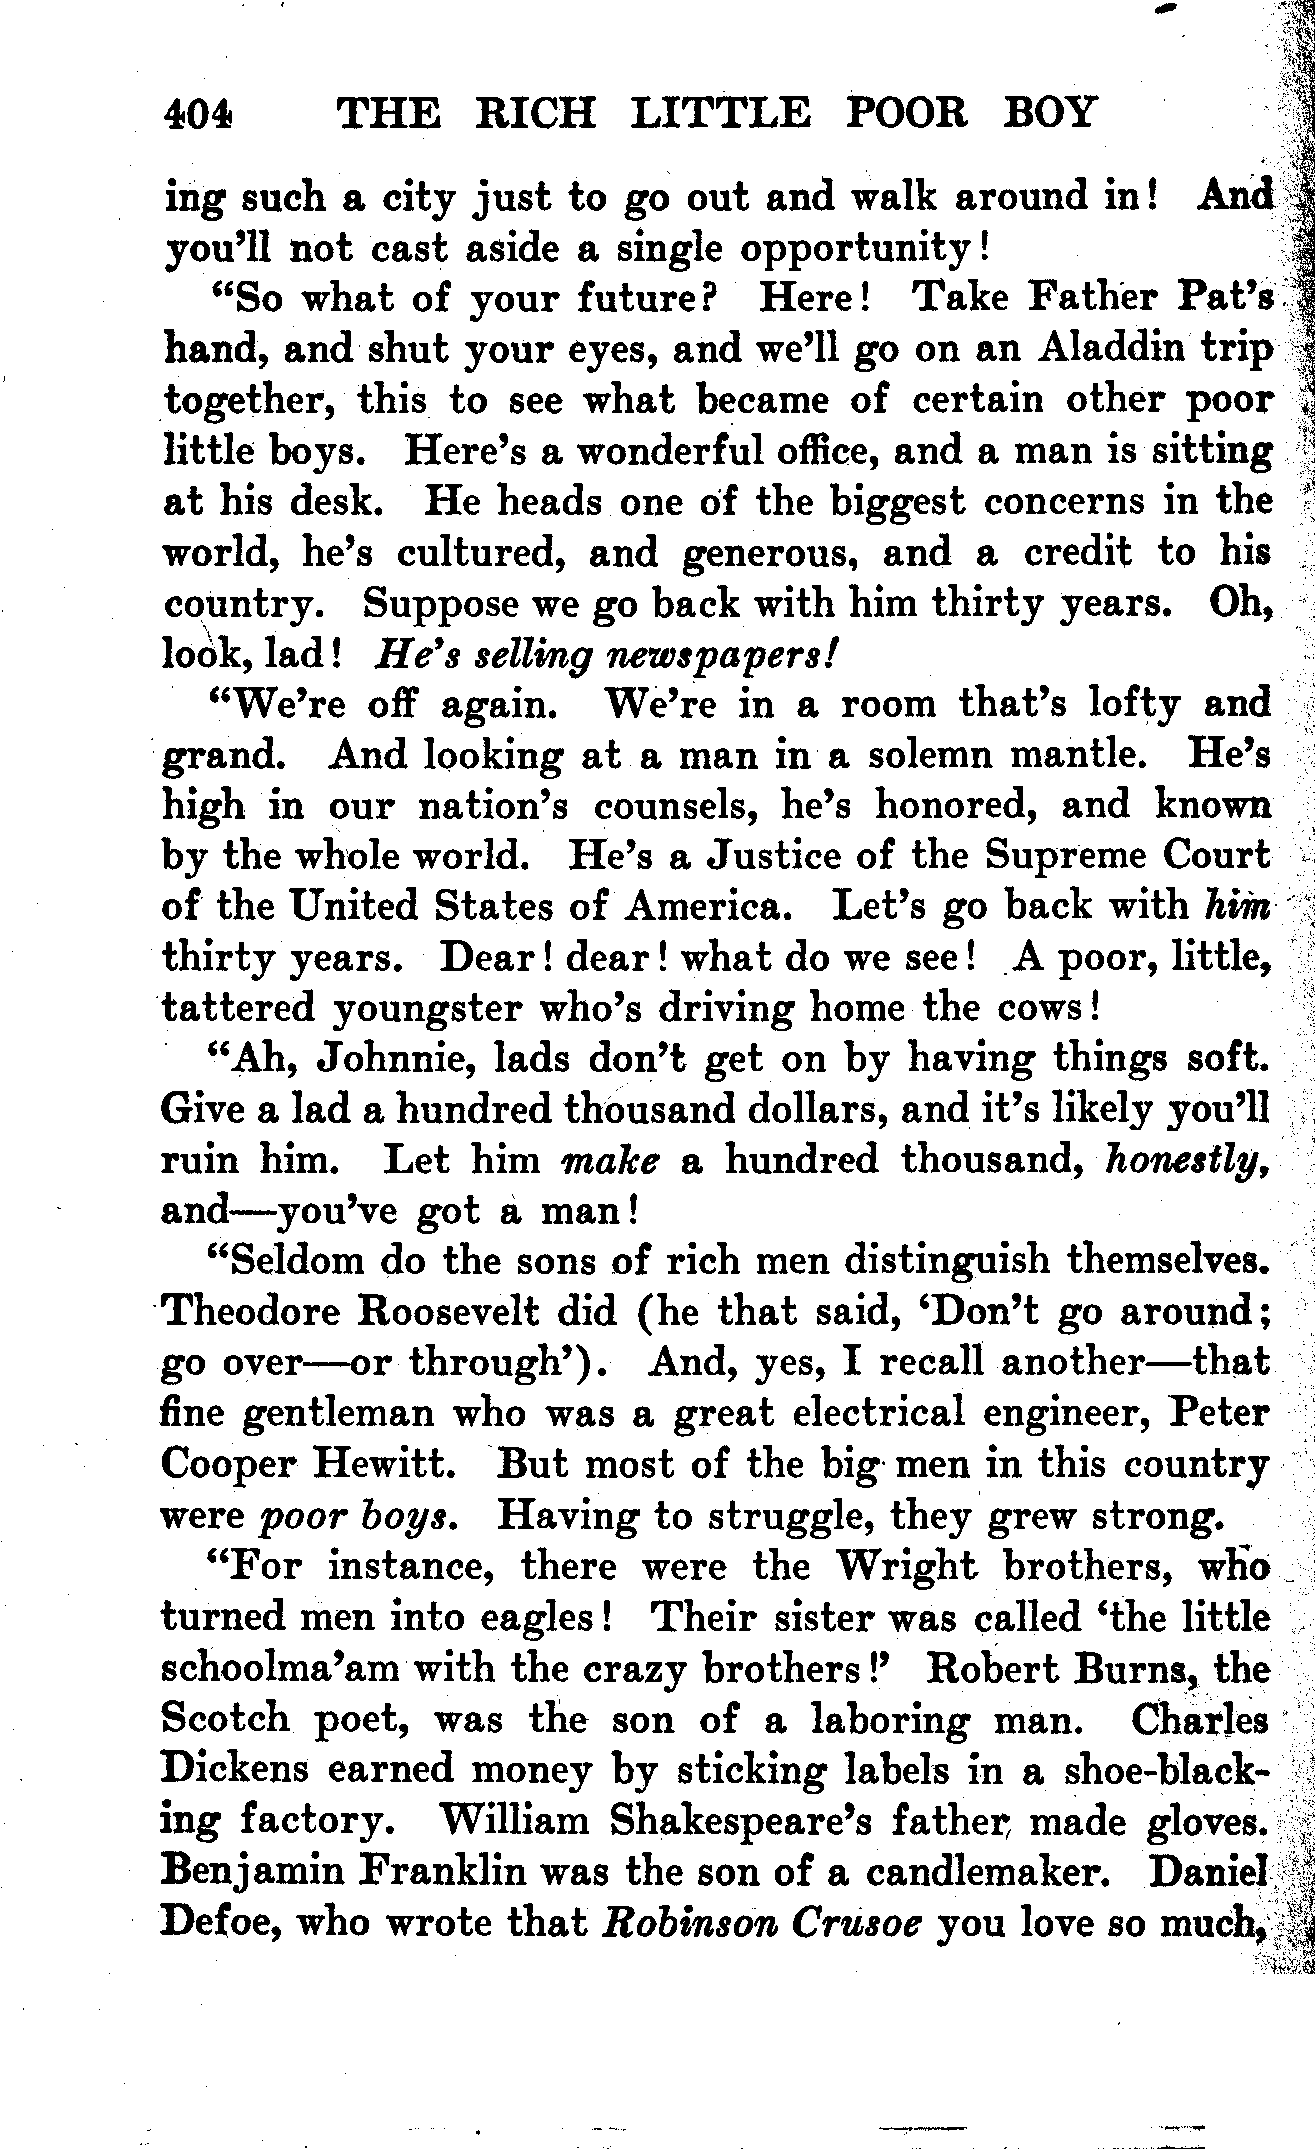 404 THE RICH LITTLE POOR BOY
ing such a city just to go out and walk around in! And
you'll not cast aside a single opportunity!
"So what of your future? Here! Take Father Pat's
hand, and shut your eyes, and we'll go on an Aladdin trip
together, this to see what became of certain other poor
little boys. Here's a wonderful office, and a man is sitting
at his desk. He heads one of the biggest concerns in the
world, he's cultured, and generous, and a credit to his
country. Suppose we go back with him thirty years. Oh,
look, lad! He's selling newspapers!
"We're off again. We're in a room that's lofty and
grand. And looking at a man in a solemn mantle. He's
high in our nation's counsels, he's honored, and known
by the whole world. He's a Justice of the Supreme Court
of the United States of America. Let's go back with him
thirty years. Dear! dear! what do we see! A poor, little,
tattered youngster who's driving home the cows!
"Ah, Johnnie, lads don't get on by having things soft.
Give a lad a hundred thousand dollars, and it's likely you'll
ruin him. Let him make a hundred thousand, honestly,
and—you've got a man!
"Seldom do the sons of rich men distinguish themselves.
Theodore Roosevelt did (he that said, 'Don't go around;
go over—or through'). And, yes, I recall another—that
fine gentleman who was a great electrical engineer, Peter
Cooper Hewitt. But most of the big men in this country
were poor boys. Having to struggle, they grew strong.
"For instance, there were the Wright brothers, who
turned men into eagles! Their sister was called 'the little
schoolma'am with the crazy brothers!' Robert Burns, the
Scotch poet, was the son of a laboring man. Charles
Dickens earned money by sticking labels in a shoe-black-
ing factory. William Shakespeare's father made gloves.
Benjamin Franklin was the son of a candlemaker. Daniel
Defoe, who wrote that Robinson Crusoe you love so much,